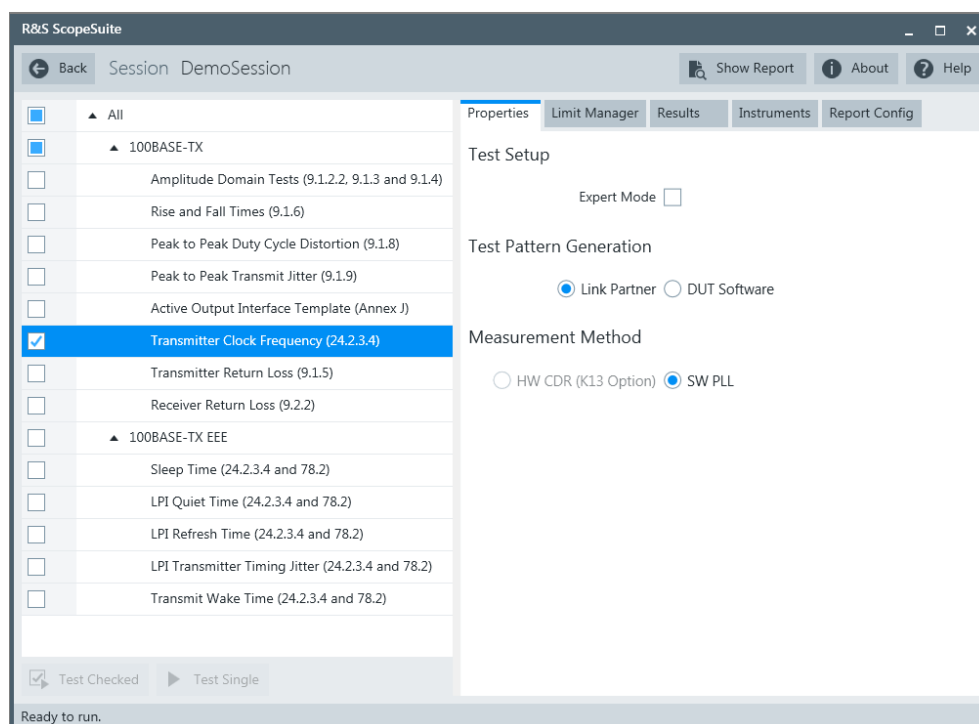 R&S ScopeSuite
Back Session DemoSession Show Report About Help
All
100BASE-TX
Amplitude Domain Tests (9.1.2.2, 9.1.3 and 9.1.4)
Rise and Fall Times (9.1.6)
Peak to Peak Duty Cycle Distortion (9.1.8)
Peak to Peak Transmit Jitter (9.1.9)
Active Output Interface Template (Annex J)
Transmitter Clock Frequency (24.2.3.4)
Transmitter Return Loss (9.1.5)
Receiver Return Loss (9.2.2)
100BASE-TX EEE
Sleep Time (24.2.3.4 and 78.2)
LPI Quiet Time (24.2.3.4 and 78.2)
LPI Refresh Time (24.2.3.4 and 78.2)
LPI Transmitter Timing Jitter (24.2.3.4 and 78.2)
Transmit Wake Time (24.2.3.4 and 78.2)
Test Checked Test Single
Properties Limit Manager Results Instruments Report Config
Test Setup
Expert Mode
Test Pattern Generation
Link Partner DUT Software
Measurement Method
HW CDR (K13 Option) SW PLL
Ready to run.